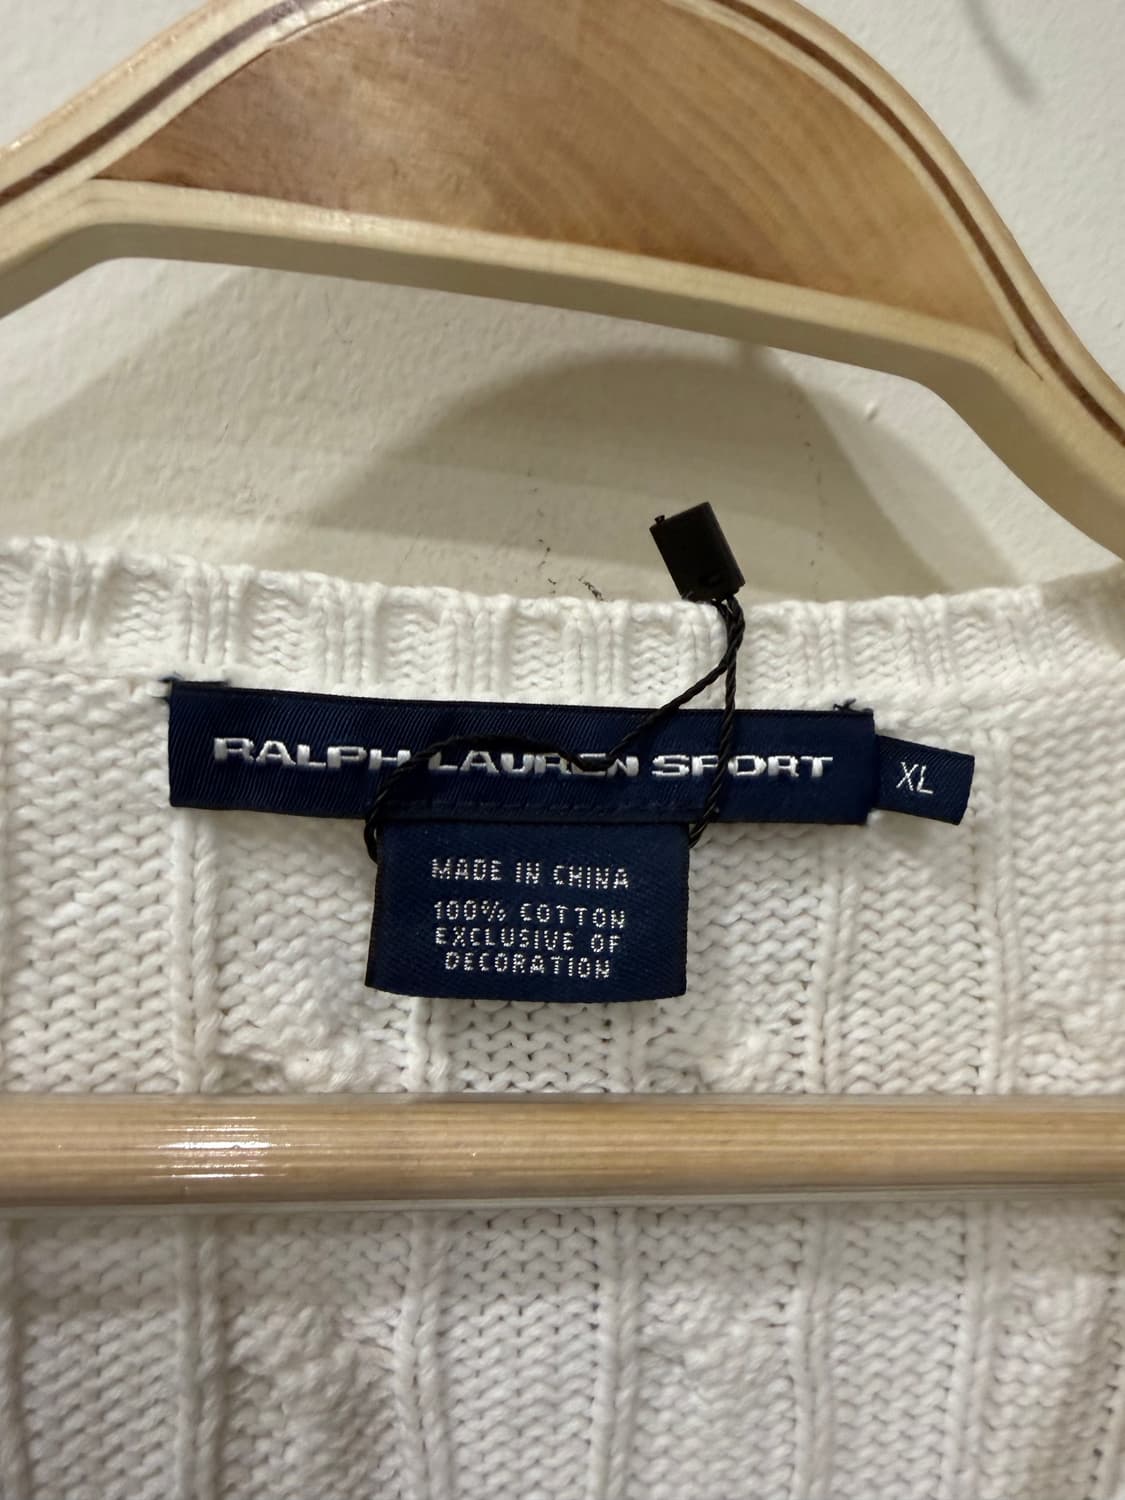 RALPH LAUREN SPORT
XL
MADE IN CHINA
100% COTTON
EXCLUSIVE OF
DECORATION